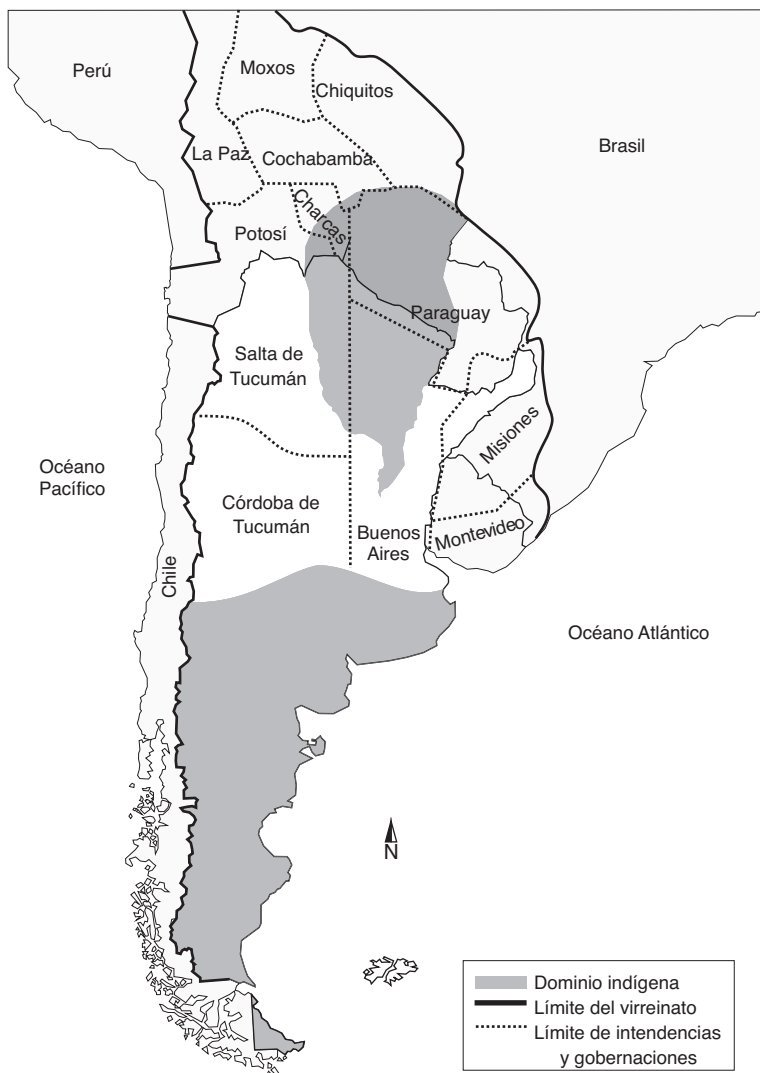 Perú
Moxos
Chiquitos
Brasil
La Paz
Cochabamba
Charcas
Potosí
Paraguay
Salta de
Tucumán
Misiones
Océano
Pacífico
Córdoba de
Tucumán
Buenos
Aires
Montevideo
Chile
Océano Atlántico
N
Dominio indígena
Límite del virreinato
Límite de intendencias
y gobernaciones